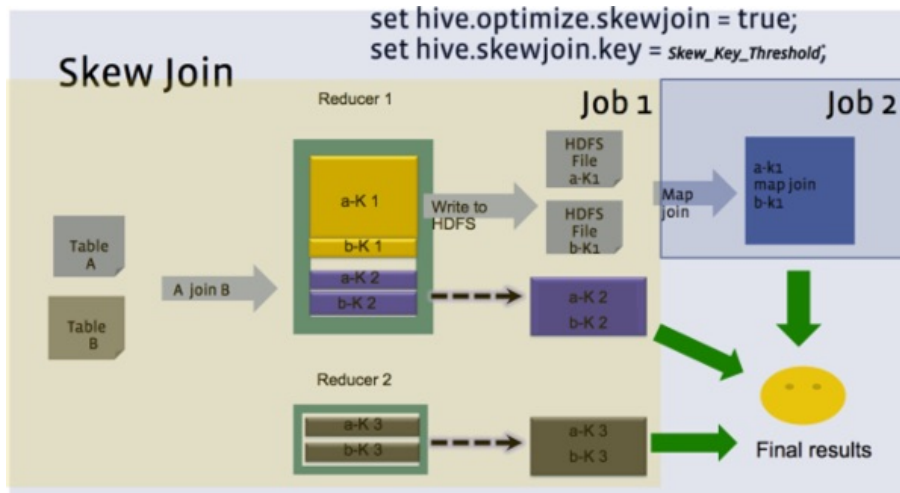 set hive.optimize.skewjoin = true;
set hive.skewjoin.key = Skew_Key_Threshold;
Skew Join
Reducer 1
Job 1
Job 2
Table
A
Table
B
A join B
a-K 1
b-K 1
a-K 2
b-K 2
Write to
HDFS
HDFS
File
a-K1
HDFS
File
b-K1
Map
join
a-k1
map join
b-k1
a-K 2
b-K 2
Reducer 2
a-K 3
b-K 3
a-K 3
b-K 3
Final results